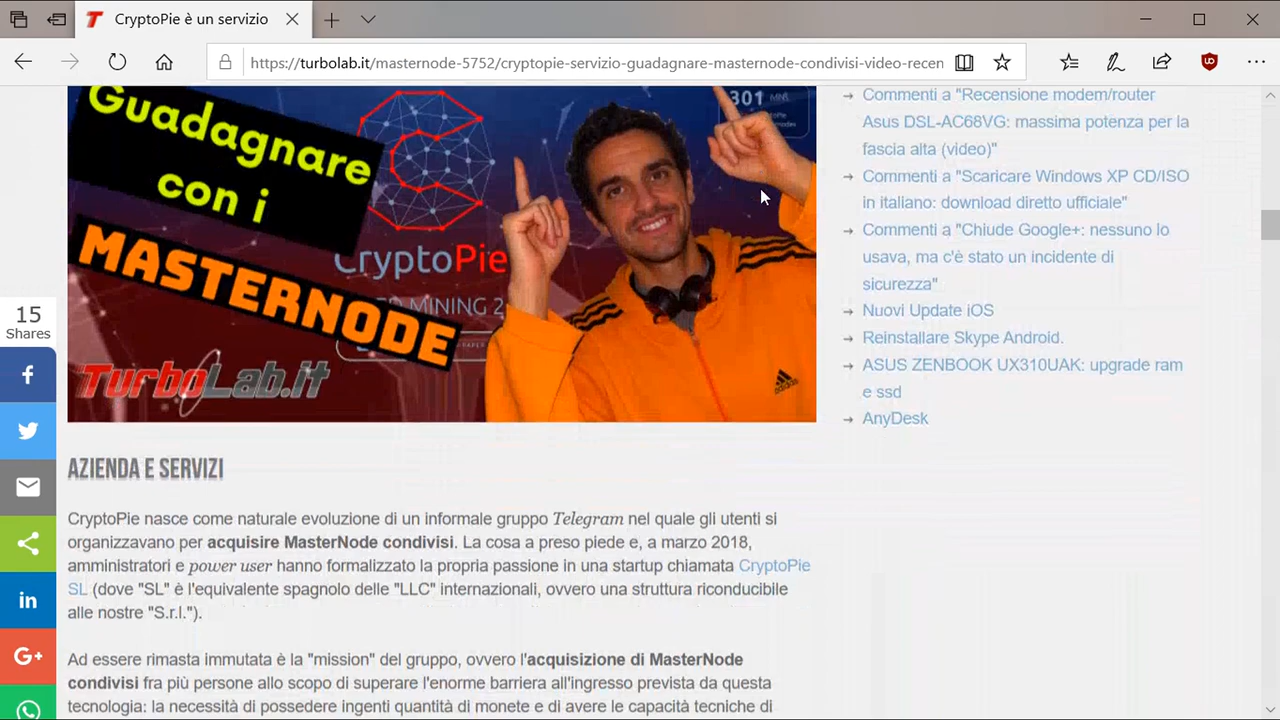 CryptoPie è un servizio
https://turbolab.it/masternode-5752/cryptopie-servizio-guadagnare-masternode-condivisi-video-recen
Guadagnare
con i
MASTERNODE
301 MINS.
CryptoPie
MINING 2
TurboLab.it
adidas
15
Shares
AZIENDA E SERVIZI
CryptoPie nasce come naturale evoluzione di un informale gruppo Telegram nel quale gli utenti si
organizzavano per acquisire MasterNode condivisi. La cosa a preso piede e, a marzo 2018,
amministratori e power user hanno formalizzato la propria passione in una startup chiamata CryptoPie
SL (dove "SL" è l'equivalente spagnolo delle "LLC" internazionali, ovvero una struttura riconducibile
alle nostre "S.r.l.").
Ad essere rimasta immutata è la "mission" del gruppo, ovvero l'acquisizione di MasterNode
condivisi fra più persone allo scopo di superare l'enorme barriera all'ingresso prevista da questa
tecnologia: la necessità di possedere ingenti quantità di monete e di avere le capacità tecniche di
Commenti a "Recensione modem/router
Asus DSL-AC68VG: massima potenza per la
fascia alta (video)"
Commenti a "Scaricare Windows XP CD/ISO
in italiano: download diretto ufficiale"
Commenti a "Chiude Google+: nessuno lo
usava, ma c'è stato un incidente di
sicurezza"
Nuovi Update iOS
Reinstallare Skype Android.
ASUS ZENBOOK UX310UAK: upgrade ram
e ssd
AnyDesk